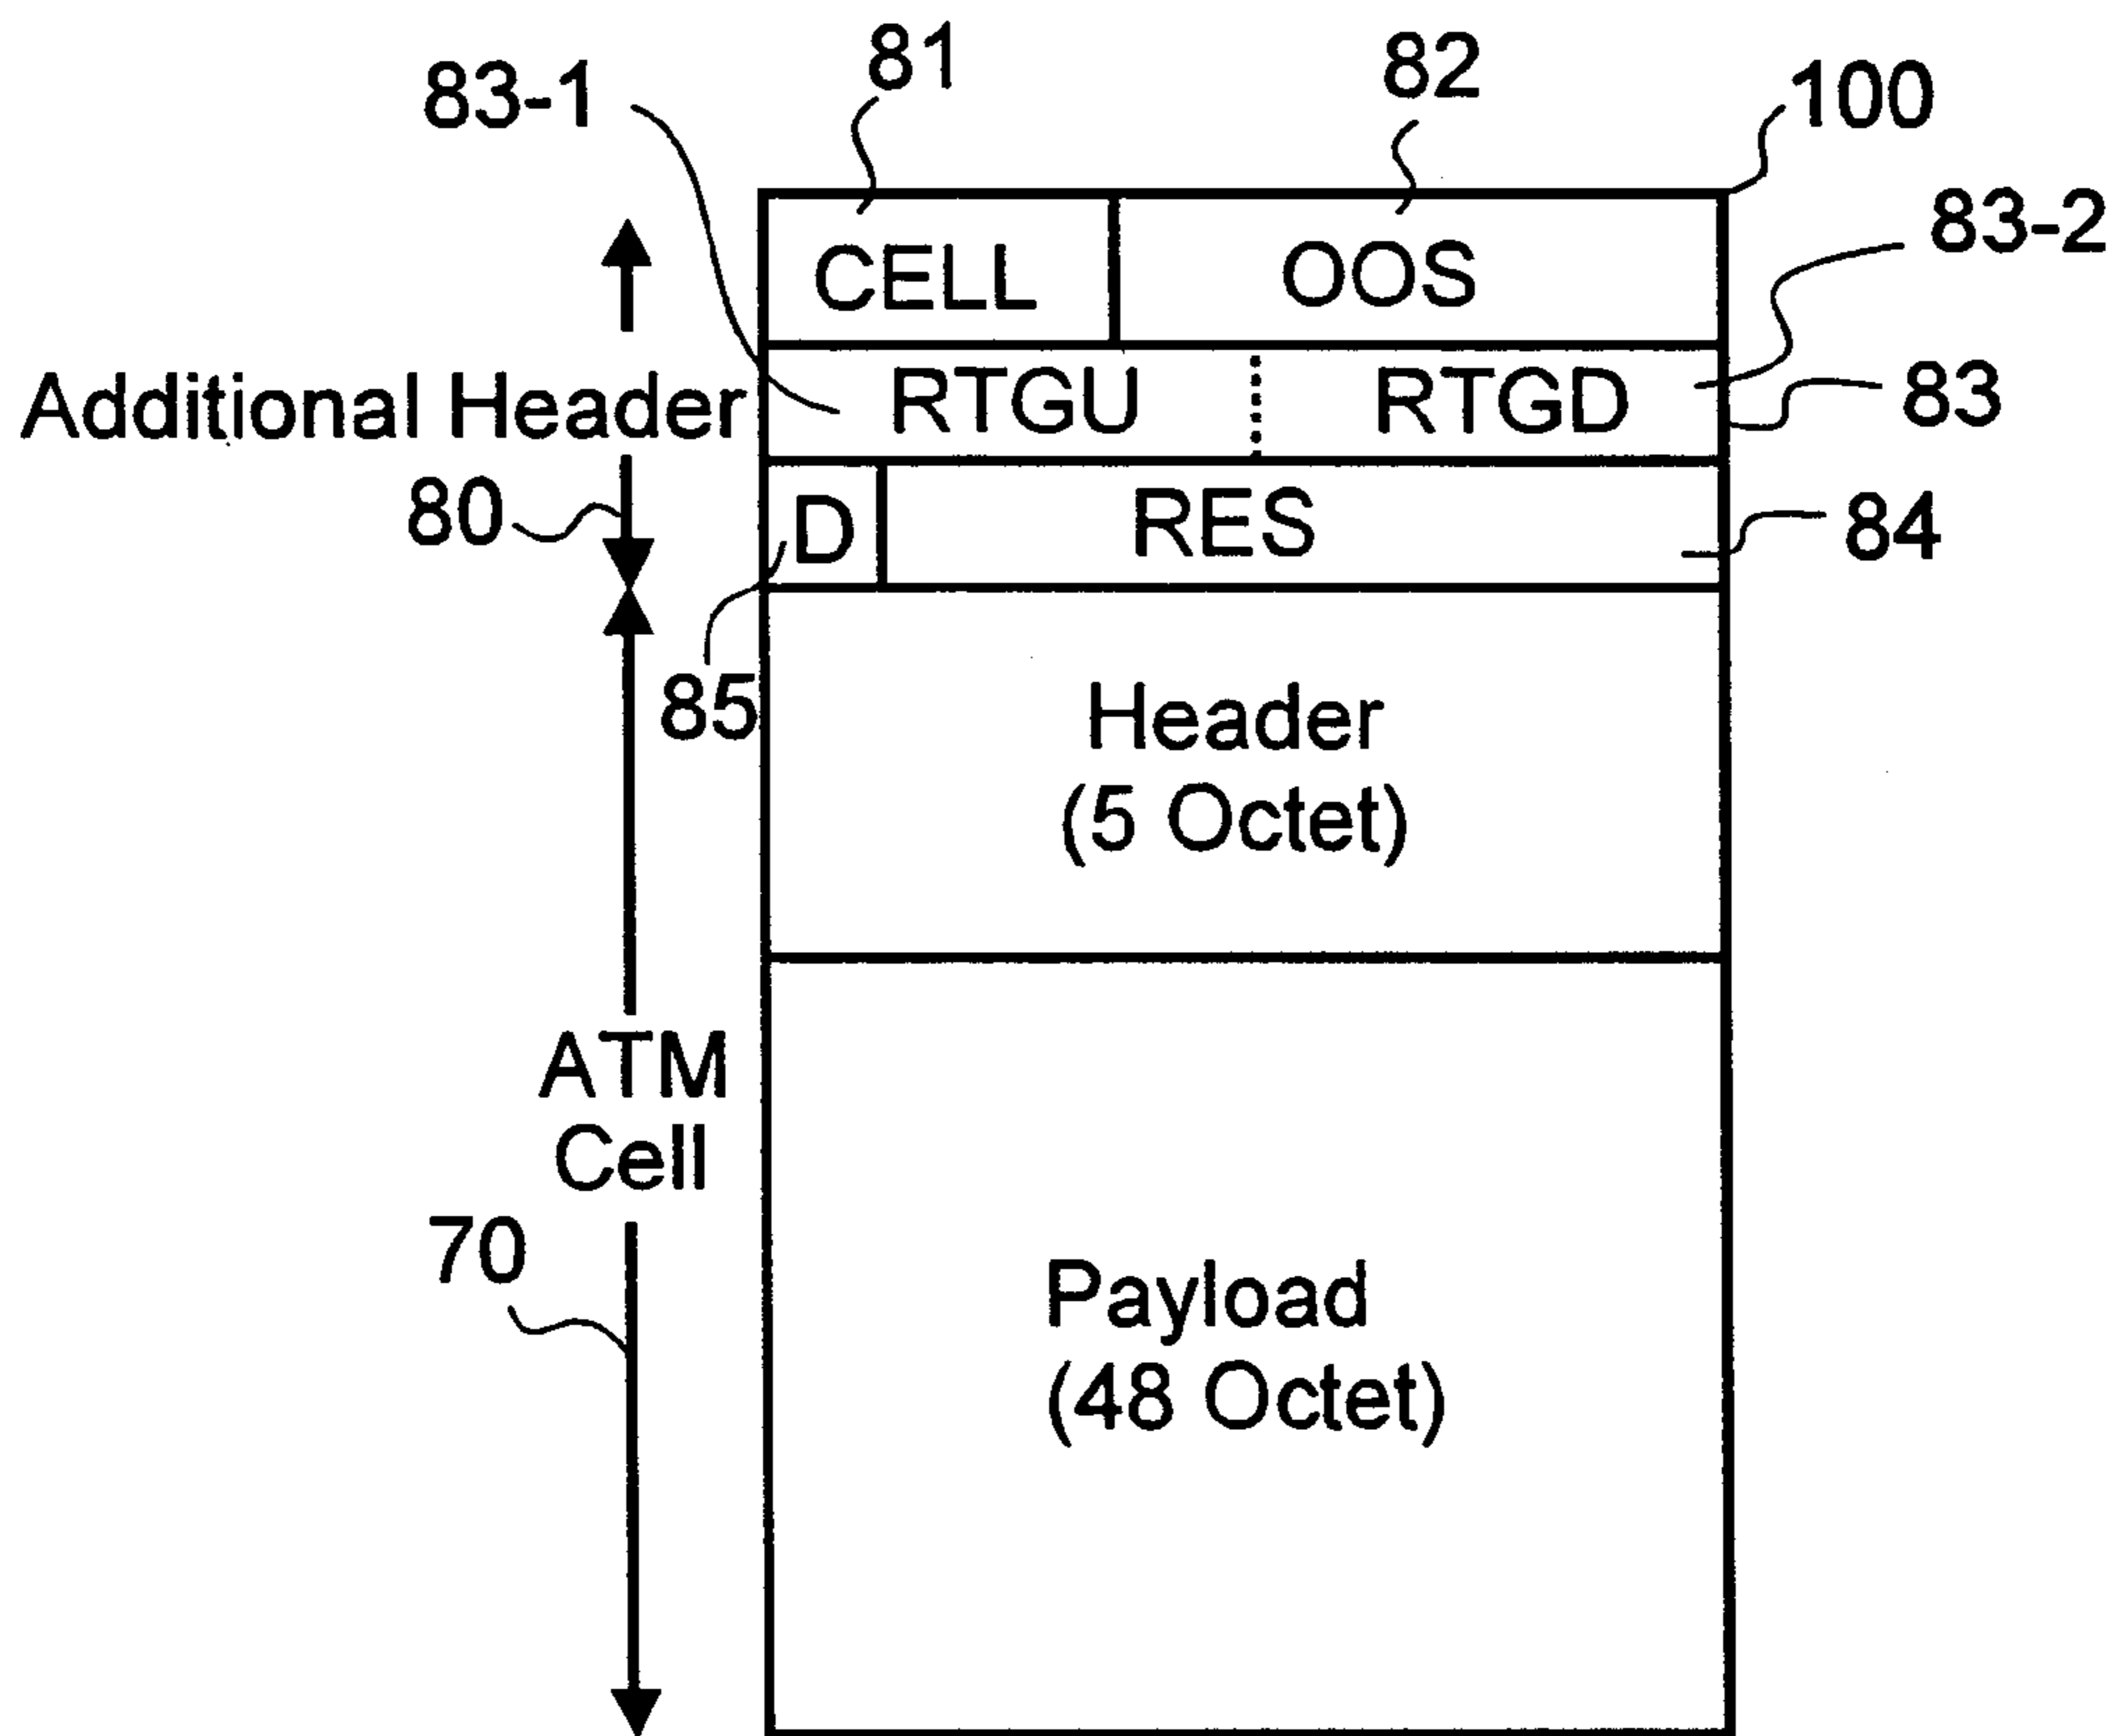 81
82
83-1
100
83-2
CELL
OOS
Additional Header
RTGU
RTGD
83
80
D
RES
84
85
Header
(5 Octet)
ATM
Cell
70
Payload
(48 Octet)